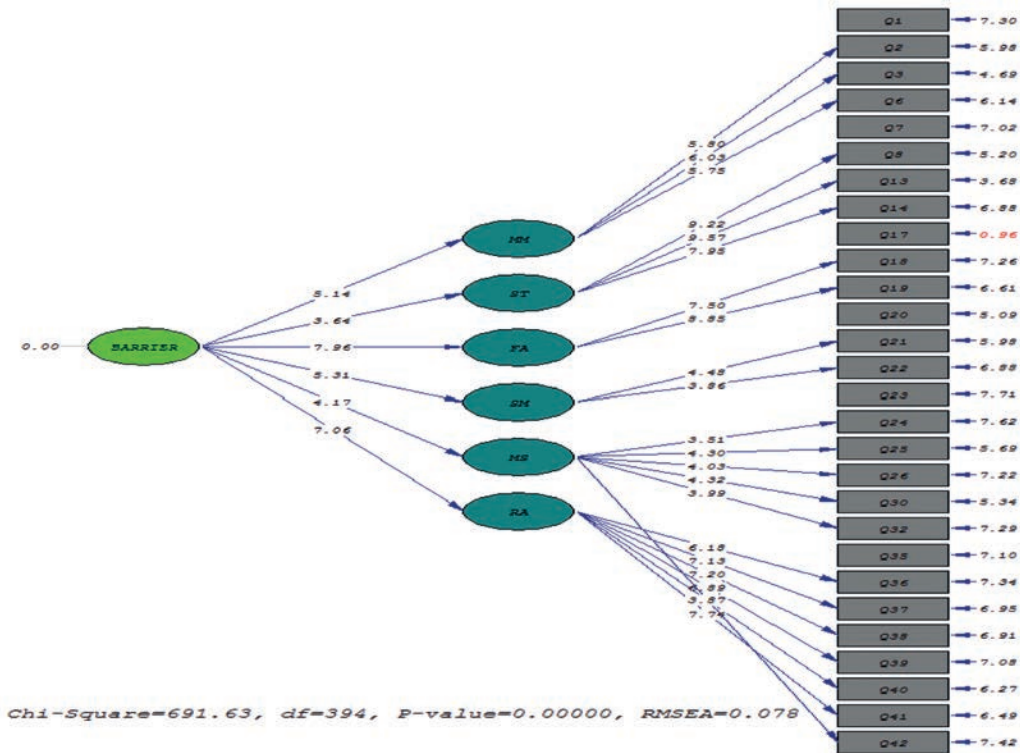 Q1 7.30
Q2 5.98
Q3 4.69
Q6 6.14
Q7 7.02
Q8 5.20
Q13 3.68
Q14 6.88
Q17 0.96
Q18 7.26
Q19 6.61
Q20 5.09
Q21 5.98
Q22 6.88
Q23 7.71
Q24 7.62
Q25 5.69
Q26 7.22
Q30 5.34
Q32 7.29
Q35 7.10
Q36 7.34
Q37 6.95
Q38 6.91
Q39 7.08
Q40 6.27
Q41 6.49
Q42 7.42
5.80
6.03
5.75
9.22
9.57
7.95
7.50
8.85
4.48
3.86
3.51
4.30
4.03
4.32
3.99
6.18
7.13
7.20
3.87
7.74
MM
ST
FA
SM
MS
RA
5.14
3.64
7.96
5.31
4.17
7.06
0.00
BARRIER
Chi-Square=691.63, df=394, P-value=0.00000, RMSEA=0.078